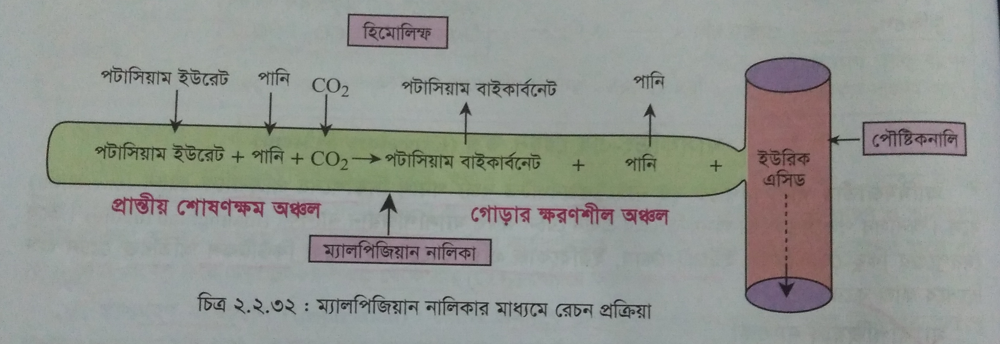 হিমোলিম্ফ
পটাসিয়াম ইউরেট পানি CO₂ পটাসিয়াম বাইকার্বনেট পানি
পটাসিয়াম ইউরেট + পানি + CO₂ → পটাসিয়াম বাইকার্বনেট + পানি +
ইউরিক
এসিড
পৌষ্টিকনালি
প্রান্তীয় শোষণক্ষম অঞ্চল
গোড়ার ক্ষরণশীল অঞ্চল
ম্যালপিজিয়ান নালিকা
চিত্র ২.২.৩২ : ম্যালপিজিয়ান নালিকার মাধ্যমে রেচন প্রক্রিয়া